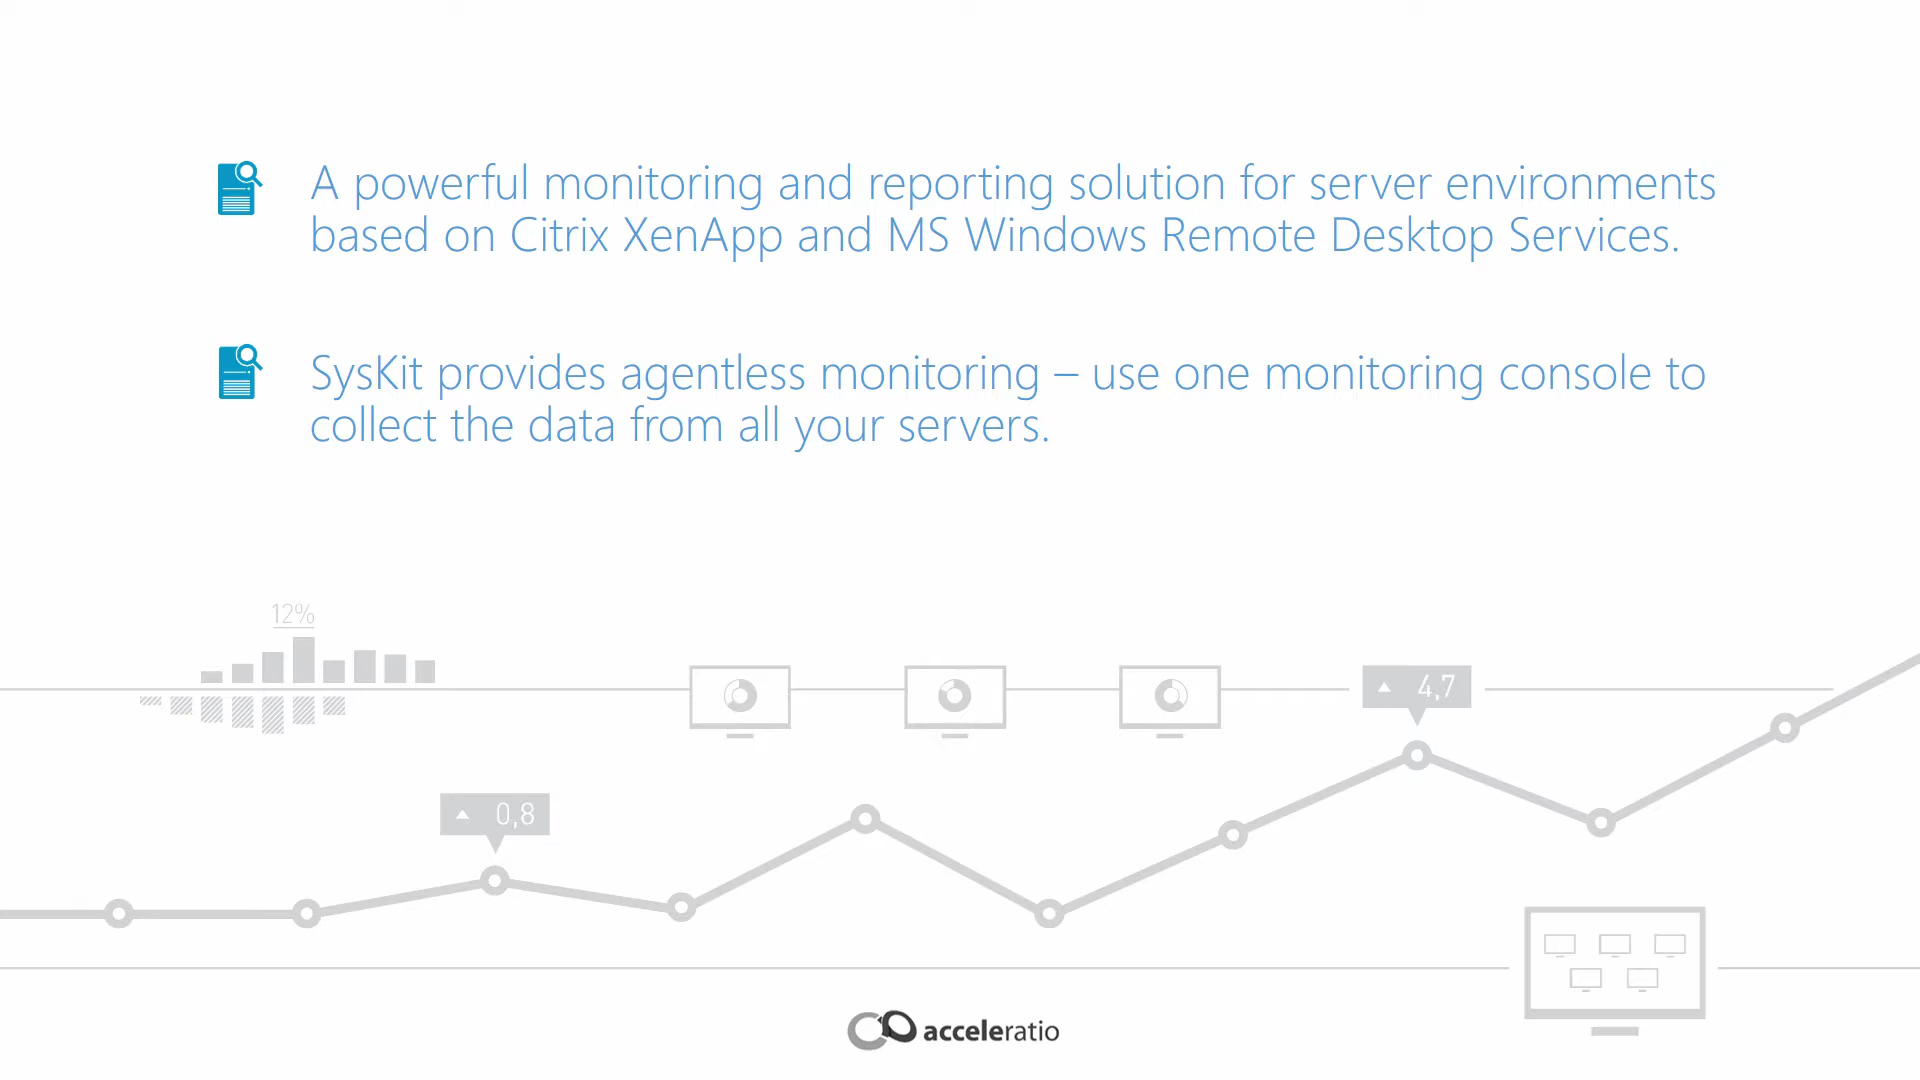 A powerful monitoring and reporting solution for server environments
based on Citrix XenApp and MS Windows Remote Desktop Services.
SysKit provides agentless monitoring – use one monitoring console to
collect the data from all your servers.
12%
4,7
0,8
acceleratio